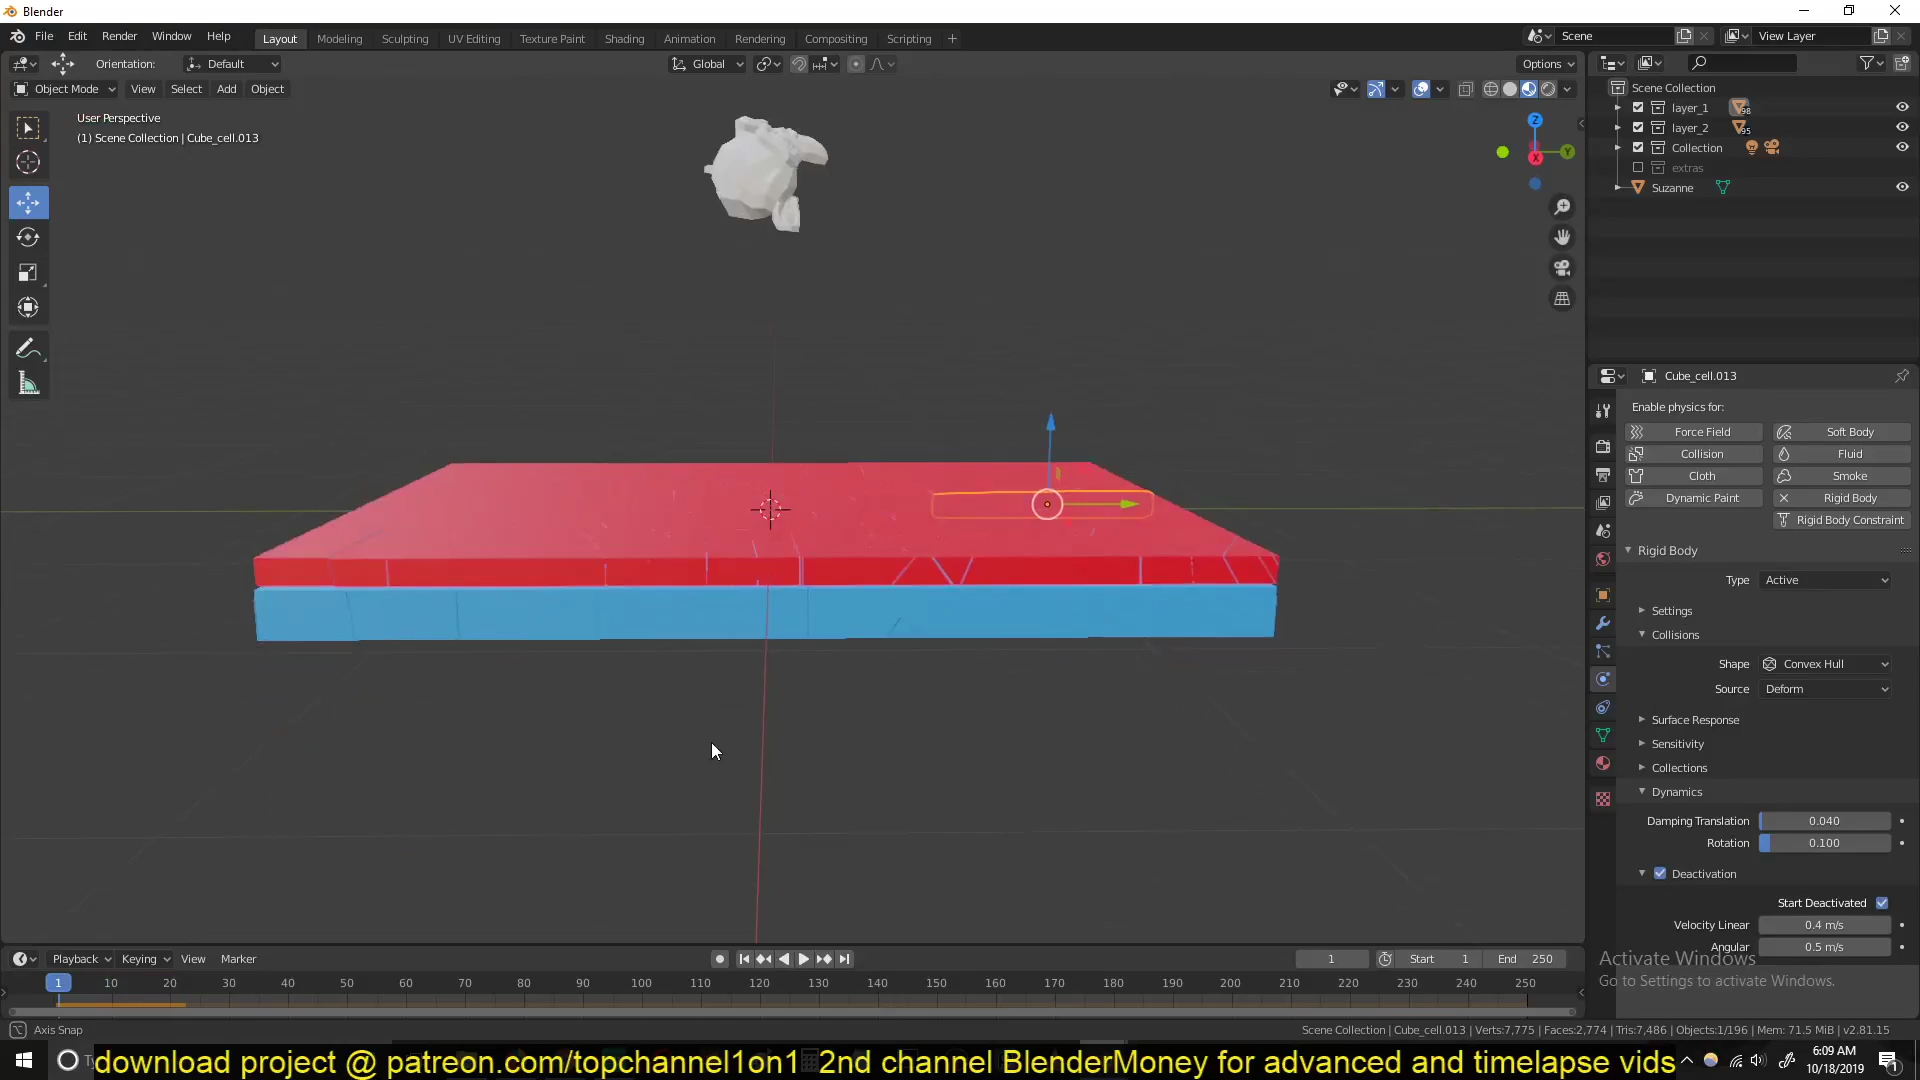 Blender
File Edit Render Window Help Layout Modeling Sculpting UV Editing Texture Paint Shading Animation Rendering Compositing Scripting + Scene View Layer
Orientation: Default Global Options
Object Mode View Select Add Object
User Perspective
(1) Scene Collection | Cube_cell.013
Z
Y
X
Scene Collection
layer_1 98
layer_2 95
Collection
extras
Suzanne
Cube_cell.013
Enable physics for:
Force Field Soft Body
Collision Fluid
Cloth Smoke
Dynamic Paint Rigid Body
Rigid Body Constraint
Rigid Body
Type Active
Settings
Collisions
Shape Convex Hull
Source Deform
Surface Response
Sensitivity
Collections
Dynamics
Damping Translation 0.040
Rotation 0.100
Deactivation
Start Deactivated
Velocity Linear 0.4 m/s
Angular 0.5 m/s
Activate Windows
Go to Settings to activate Windows.
Playback Keying View Marker 1 Start 1 End 250
1 10 20 30 40 50 60 70 80 90 100 110 120 130 140 150 160 170 180 190 200 210 220 230 240 250
Axis Snap
Scene Collection | Cube_cell.013 | Verts:7,775 | Faces:2,774 | Tris:7,486 | Objects:1/196 | Mem: 71.5 MiB | v2.81.15
download project @ patreon.com/topchannel1on1 2nd channel BlenderMoney for advanced and timelapse vids
6:09 AM
10/18/2019
1